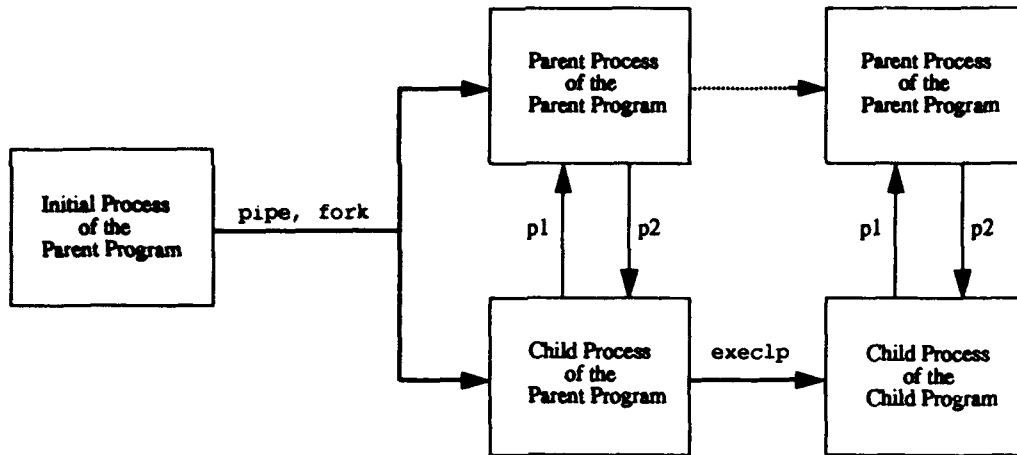 Initial Process
of the
Parent Program
pipe, fork
Parent Process
of the
Parent Program
Parent Process
of the
Parent Program
p1
p2
p1
p2
Child Process
of the
Parent Program
execlp
Child Process
of the
Child Program